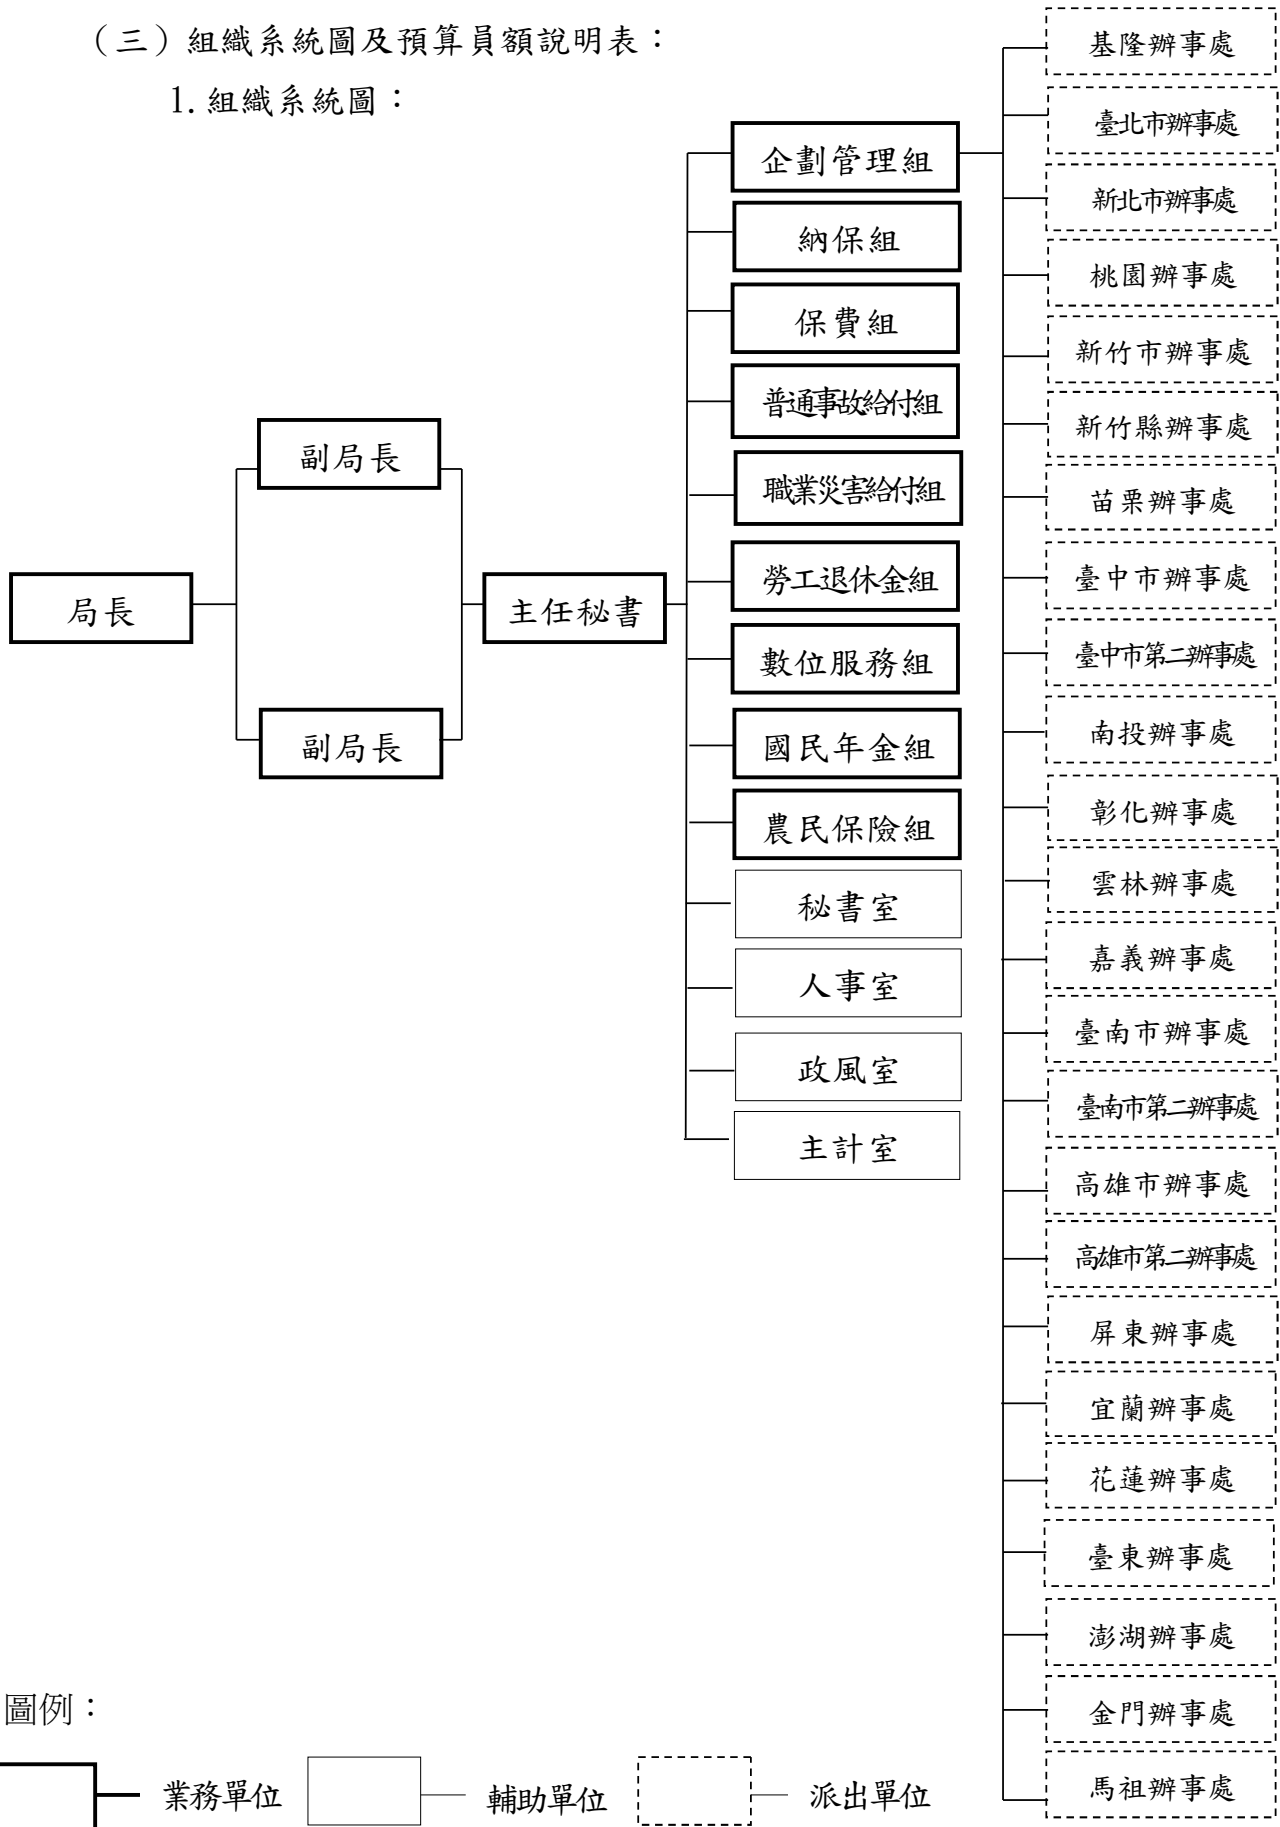 （三）組織系統圖及預算員額說明表：
1.組織系統圖：
局長
副局長
副局長
主任秘書
企劃管理組
納保組
保費組
普通事故給付組
職業災害給付組
勞工退休金組
數位服務組
國民年金組
農民保險組
秘書室
人事室
政風室
主計室
基隆辦事處
臺北市辦事處
新北市辦事處
桃園辦事處
新竹市辦事處
新竹縣辦事處
苗栗辦事處
臺中市辦事處
臺中市第二辦事處
南投辦事處
彰化辦事處
雲林辦事處
嘉義辦事處
臺南市辦事處
臺南市第二辦事處
高雄市辦事處
高雄市第二辦事處
屏東辦事處
宜蘭辦事處
花蓮辦事處
臺東辦事處
澎湖辦事處
金門辦事處
馬祖辦事處
圖例：
業務單位
輔助單位
派出單位